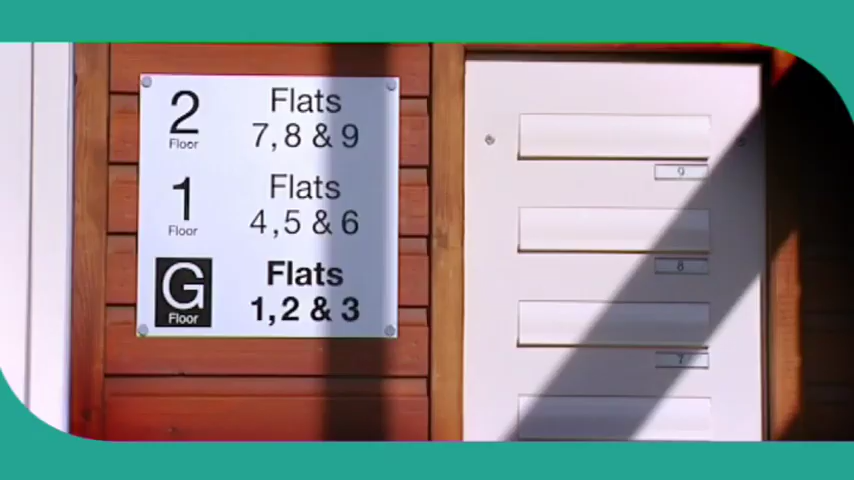 2 Flats
Floor 7, 8 & 9
1 Flats
Floor 4, 5 & 6
G Flats
Floor 1, 2 & 3
9
8
7